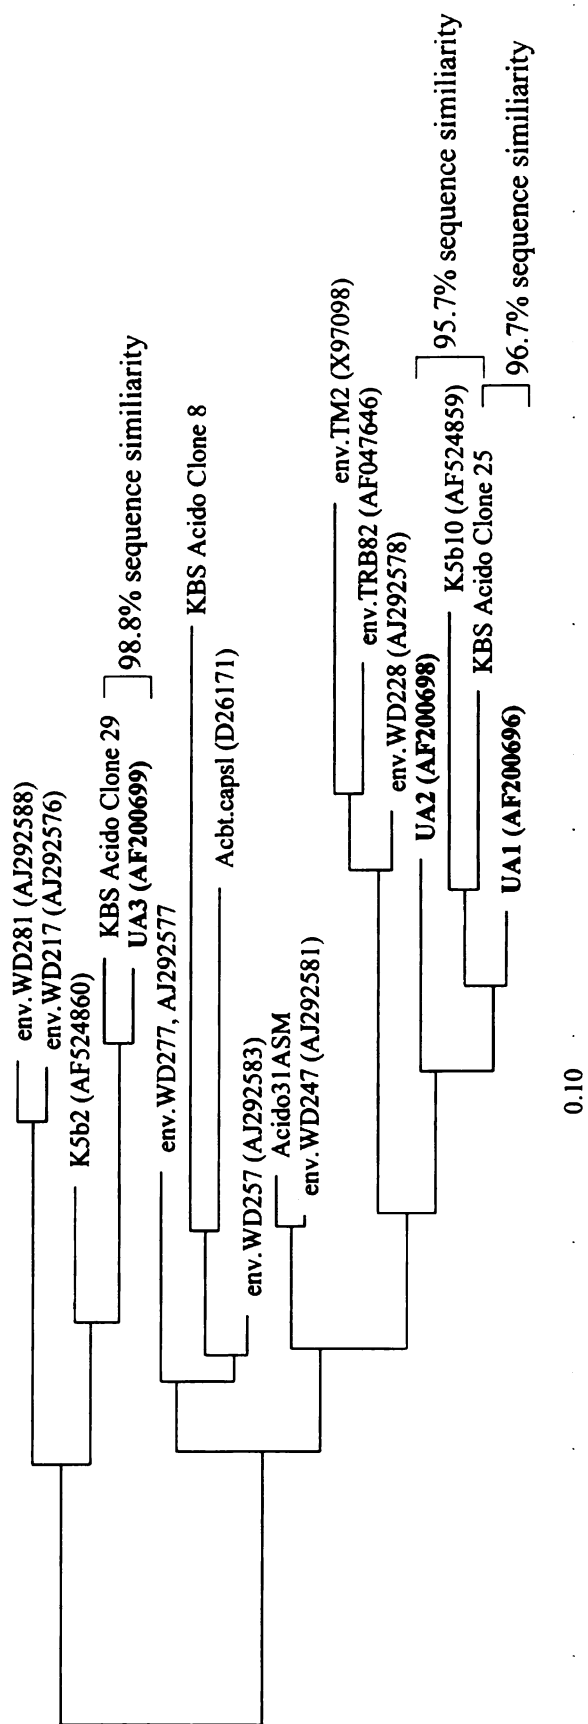 env.WD281 (AJ292588)
env.WD217 (AJ292576)
K5b2 (AF524860)
KBS Acido Clone 29
UA3 (AF200699)
98.8% sequence similiarity
env.WD277, AJ292577
KBS Acido Clone 8
Acbt.capsl (D26171)
env.WD257 (AJ292583)
Acido31ASM
env.WD247 (AJ292581)
env.TM2 (X97098)
env.TRB82 (AF047646)
env.WD228 (AJ292578)
UA2 (AF200698)
95.7% sequence similiarity
K5b10 (AF524859)
KBS Acido Clone 25
UA1 (AF200696)
96.7% sequence similiarity
0.10